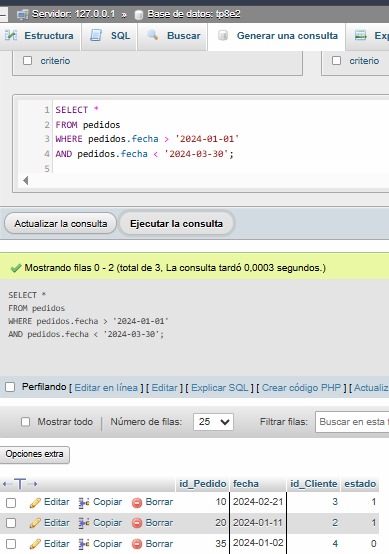 Servidor: 127.0.0.1 » Base de datos: tp8e2
Estructura SQL Buscar Generar una consulta
criterio criterio
1 SELECT *
2 FROM pedidos
3 WHERE pedidos.fecha > '2024-01-01'
4 AND pedidos.fecha < '2024-03-30';
5
Actualizar la consulta Ejecutar la consulta
Mostrando filas 0 - 2 (total de 3, La consulta tardó 0,0003 segundos.)
SELECT *
FROM pedidos
WHERE pedidos.fecha > '2024-01-01'
AND pedidos.fecha < '2024-03-30';
Perfilando [ Editar en línea ] [ Editar ] [ Explicar SQL ] [ Crear código PHP ] [ Actualiz
Mostrar todo Número de filas: 25 Filtrar filas: Buscar en esta
Opciones extra
←T→ id_Pedido fecha id_Cliente estado
Editar Copiar Borrar 10 2024-02-21 3 1
Editar Copiar Borrar 20 2024-01-11 2 1
Editar Copiar Borrar 35 2024-01-01 4 0